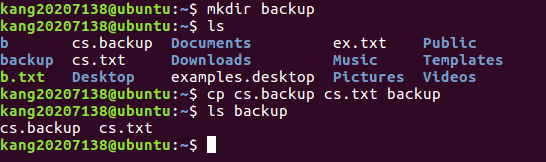 kang20207138@ubuntu:~$ mkdir backup
kang20207138@ubuntu:~$ ls
b        cs.backup  Documents         ex.txt    Public
backup   cs.txt     Downloads         Music     Templates
b.txt    Desktop    examples.desktop  Pictures  Videos
kang20207138@ubuntu:~$ cp cs.backup cs.txt backup
kang20207138@ubuntu:~$ ls backup
cs.backup  cs.txt
kang20207138@ubuntu:~$